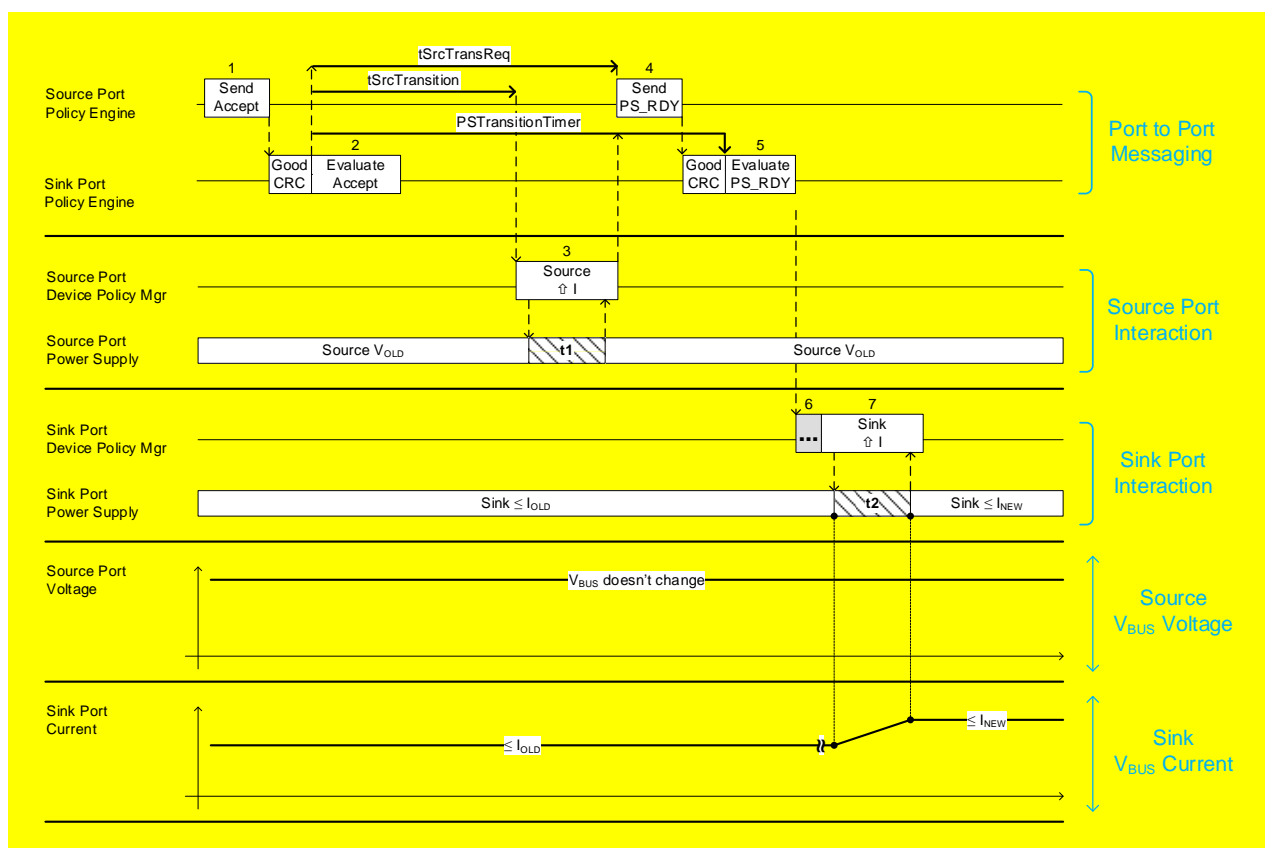 tSrcTransReq
1
tSrcTransition
4
Source Port
Policy Engine
Send
Accept
Send
PS_RDY
PSTransitionTimer
Port to Port
Messaging
2
5
Sink Port
Policy Engine
Good
CRC
Evaluate
Accept
Good
CRC
Evaluate
PS_RDY
3
Source Port
Device Policy Mgr
Source
⇧ I
Source Port
Interaction
Source Port
Power Supply
Source VOLD
t1
Source VOLD
6
7
Sink Port
Device Policy Mgr
...
Sink
⇧ I
Sink Port
Interaction
Sink Port
Power Supply
Sink ≤ IOLD
t2
Sink ≤ INEW
Source Port
Voltage
VBUS doesn't change
Source
VBUS Voltage
Sink Port
Current
≤ IOLD
≤ INEW
Sink
VBUS Current